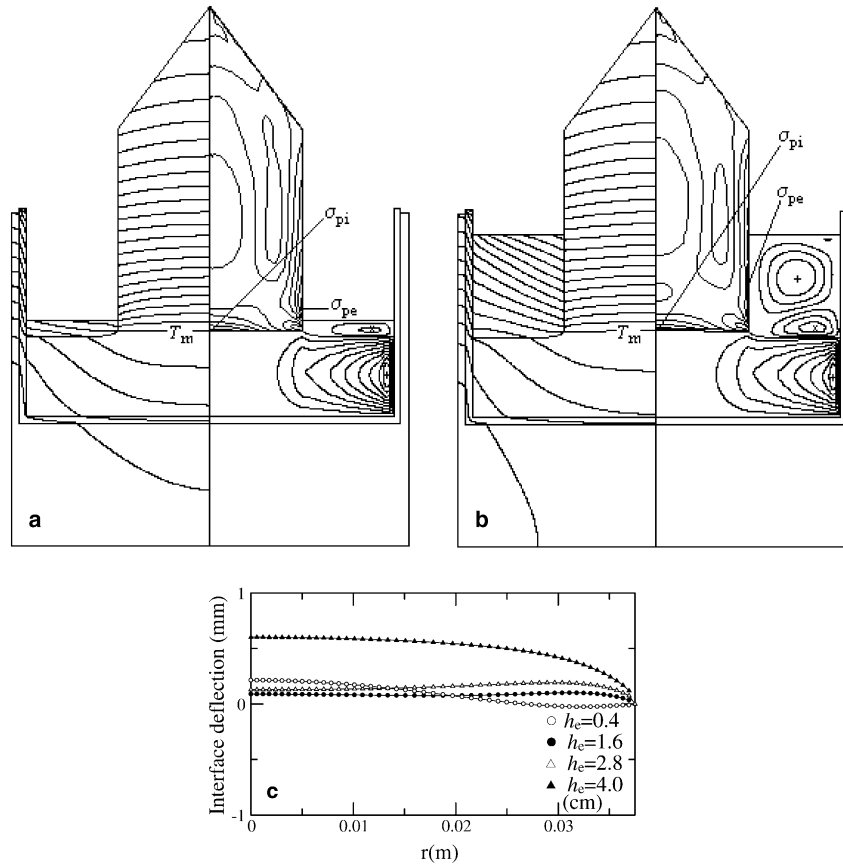 σpi
σpe
Tm
a
σpi
σpe
Tm
b
1
0
-1
Interface deflection (mm)
0
0.01
0.02
0.03
r(m)
he=0.4
he=1.6
he=2.8
he=4.0
(cm)
c